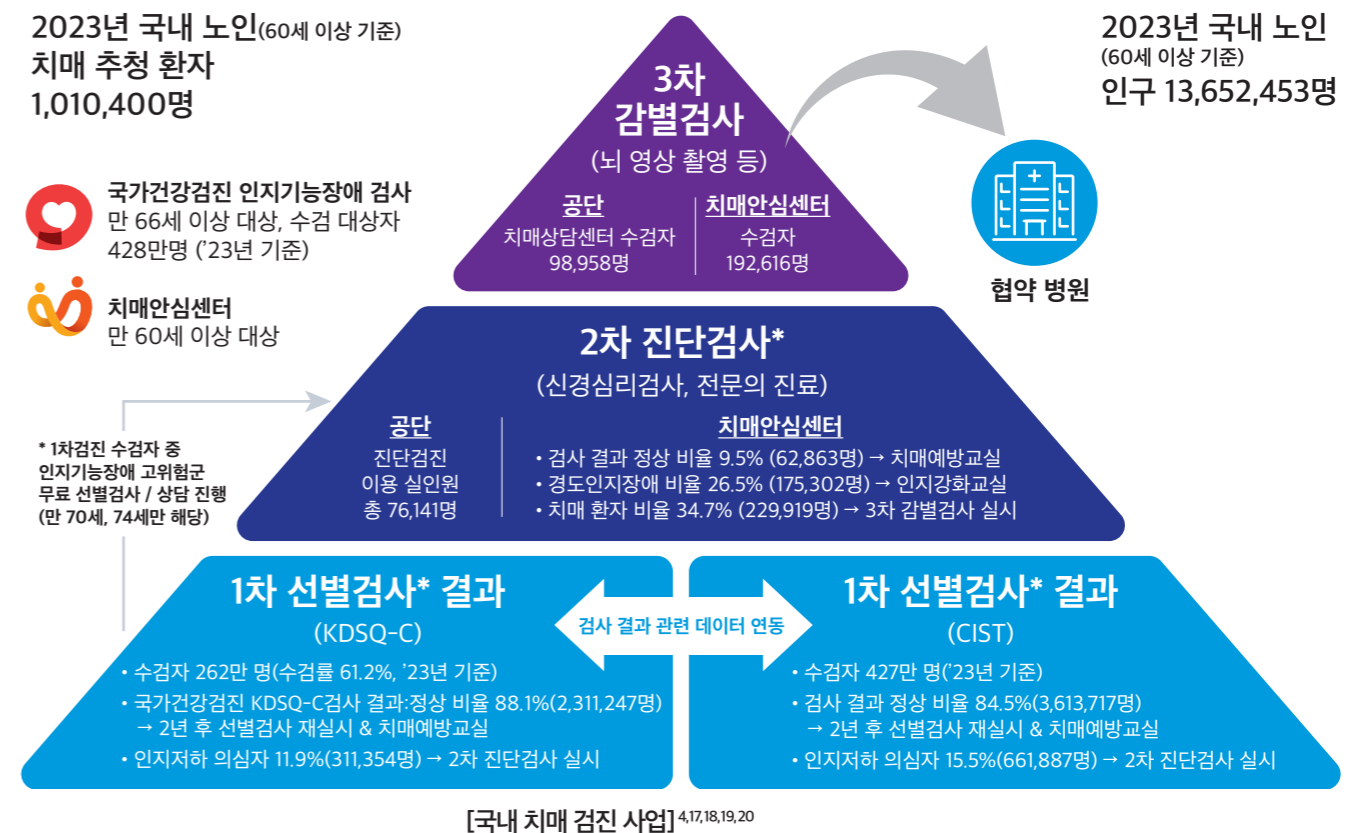 2023년 국내 노인(60세 이상 기준)
치매 추청 환자
1,010,400명
2023년 국내 노인
(60세 이상 기준)
인구 13,652,453명
국가건강검진 인지기능장애 검사
만 66세 이상 대상, 수검 대상자
428만명 (’23년 기준)
치매안심센터
만 60세 이상 대상
3차
감별검사
(뇌 영상 촬영 등)
공단
치매상담센터 수검자
98,958명
치매안심센터
수검자
192,616명
협약 병원
2차 진단검사*
(신경심리검사, 전문의 진료)
공단
진단검진
이용 실인원
총 76,141명
치매안심센터
• 검사 결과 정상 비율 9.5% (62,863명) → 치매예방교실
• 경도인지장애 비율 26.5% (175,302명) → 인지강화교실
• 치매 환자 비율 34.7% (229,919명) → 3차 감별검사 실시
* 1차검진 수검자 중
인지기능장애 고위험군
무료 선별검사 / 상담 진행
(만 70세, 74세만 해당)
1차 선별검사* 결과
(KDSQ-C)
• 수검자 262만 명(수검률 61.2%, ’23년 기준)
• 국가건강검진 KDSQ-C검사 결과:정상 비율 88.1%(2,311,247명)
→ 2년 후 선별검사 재실시 & 치매예방교실
• 인지저하 의심자 11.9%(311,354명) → 2차 진단검사 실시
검사 결과 관련 데이터 연동
1차 선별검사* 결과
(CIST)
• 수검자 427만 명(’23년 기준)
• 검사 결과 정상 비율 84.5%(3,613,717명)
→ 2년 후 선별검사 재실시 & 치매예방교실
• 인지저하 의심자 15.5%(661,887명) → 2차 진단검사 실시
[국내 치매 검진 사업] 4,17,18,19,20